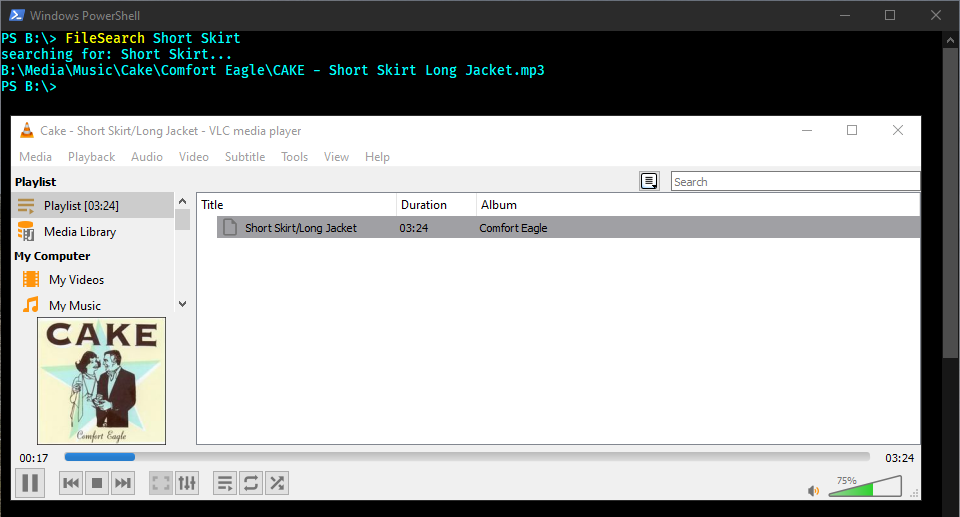 Windows PowerShell
PS B:\> FileSearch Short Skirt
searching for: Short Skirt...
B:\Media\Music\Cake\Comfort Eagle\CAKE - Short Skirt Long Jacket.mp3
PS B:\>
Cake - Short Skirt/Long Jacket - VLC media player
Media Playback Audio Video Subtitle Tools View Help
Playlist
Search
Playlist [03:24]
Title Duration Album
Short Skirt/Long Jacket 03:24 Comfort Eagle
Media Library
My Computer
My Videos
My Music
CAKE
Comfort Eagle
00:17 03:24
75%